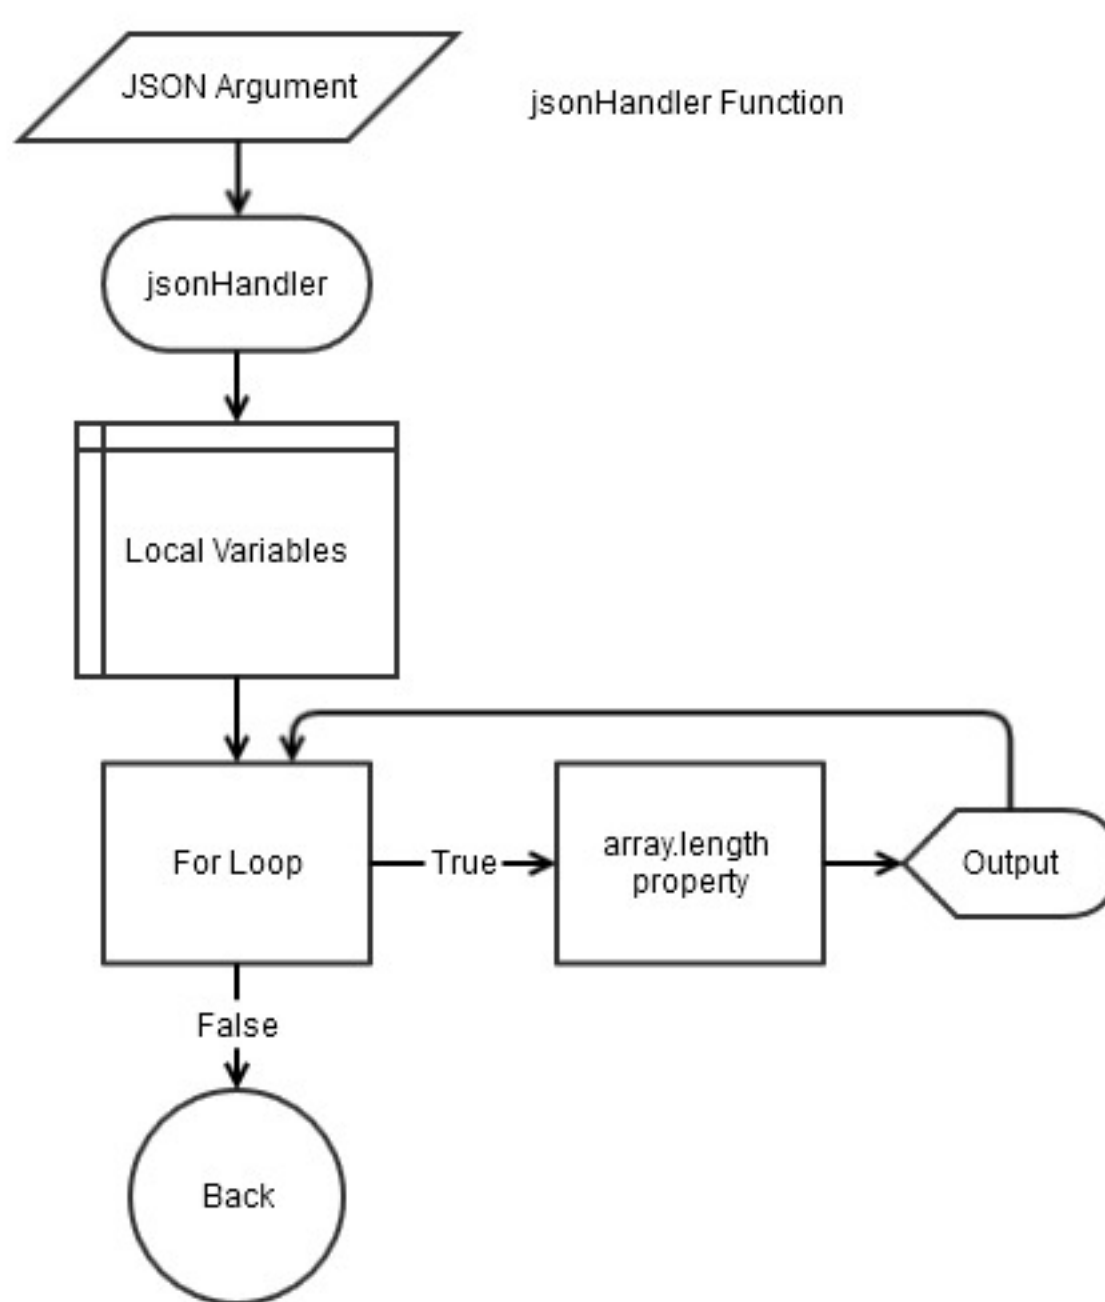 JSON Argument
jsonHandler Function
jsonHandler
Local Variables
For Loop
True
array.length
property
Output
False
Back